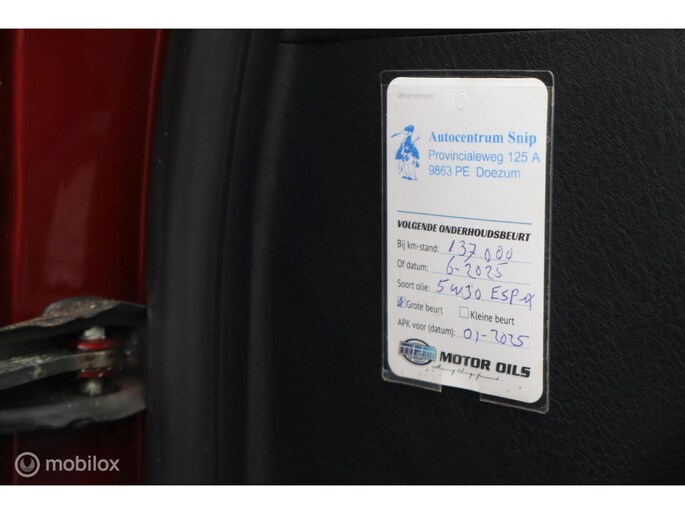 Autocentrum Snip
Provincialeweg 125 A
9863 PE Doezum
VOLGENDE ONDERHOUDSBEURT
Bij km-stand: 137.000
Of datum: 6-2025
Soort olie: 5W30 ESP
Grote beurt Kleine beurt
APK voor (datum): 01-2025
MOTOR OILS
mobilox